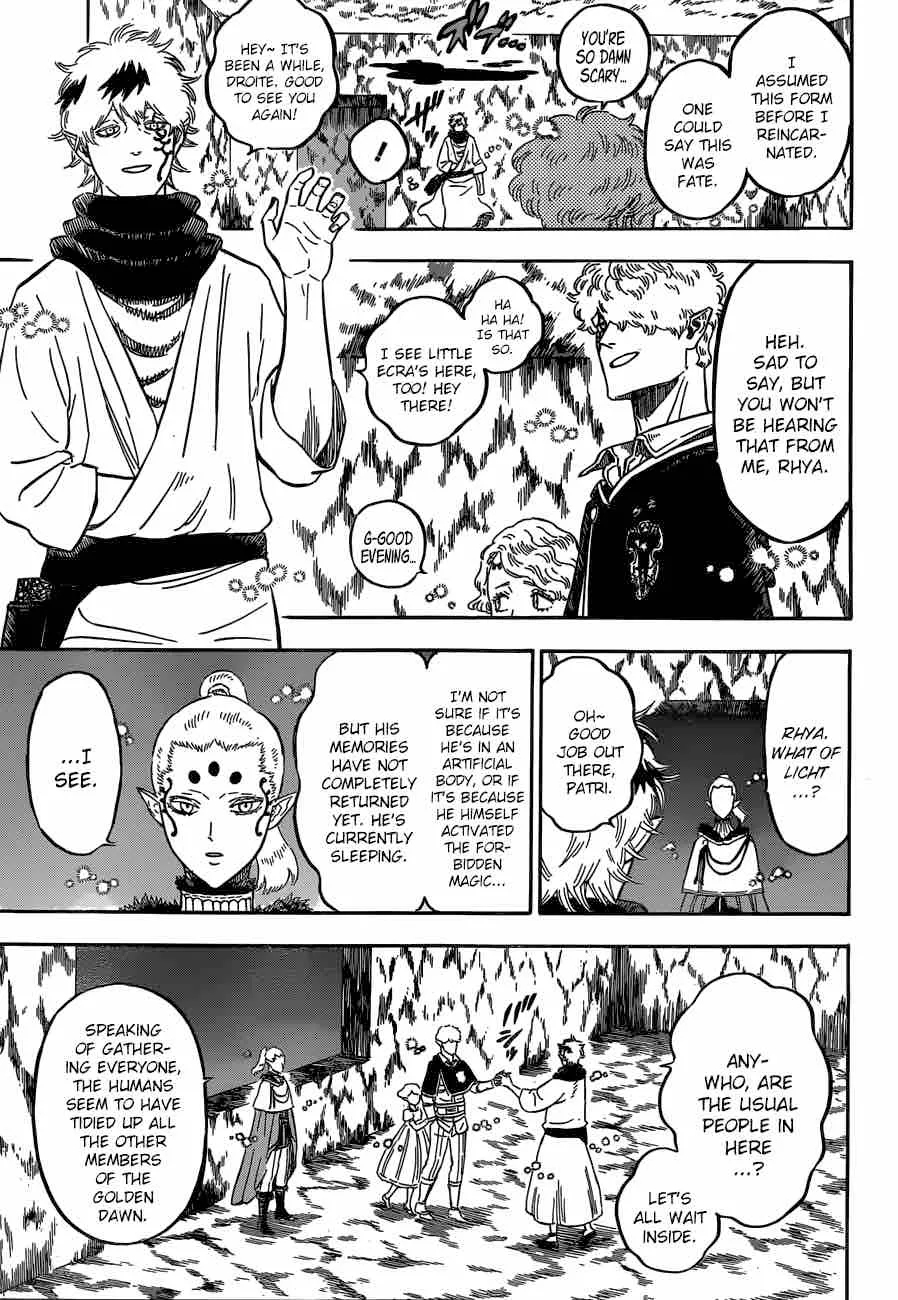 I
ASSUMED
THIS FORM
BEFORE I
REINCAR-
NATED.
ONE
COULD
SAY THIS
WAS
FATE.
YOU'RE
SO DAMN
SCARY...
!
HEY~ IT'S
BEEN A WHILE,
DROITE. GOOD
TO SEE YOU
AGAIN!
HEH.
SAD TO
SAY, BUT
YOU WON'T
BE HEARING
THAT FROM
ME, RHYA.
HA
HA HA!
IS THAT
SO.
I SEE LITTLE
ECRA'S HERE,
TOO! HEY
THERE!
G-GOOD
EVENING...
RHYA.
WHAT OF
LICHT
...?
OH~
GOOD
JOB OUT
THERE,
PATRI.
I'M NOT
SURE IF IT'S
BECAUSE
HE'S IN AN
ARTIFICIAL
BODY, OR IF
IT'S BECAUSE
HE HIMSELF
ACTIVATED
THE FOR-
BIDDEN
MAGIC...
BUT HIS
MEMORIES
HAVE NOT
COMPLETELY
RETURNED
YET. HE'S
CURRENTLY
SLEEPING.
...I
SEE.
ANY-
WHO, ARE
THE USUAL
PEOPLE IN
HERE
...?
LET'S
ALL WAIT
INSIDE.
SPEAKING
OF GATHER-
ING EVERYONE,
THE HUMANS
SEEM TO HAVE
TIDIED UP ALL
THE OTHER
MEMBERS
OF THE
GOLDEN
DAWN.